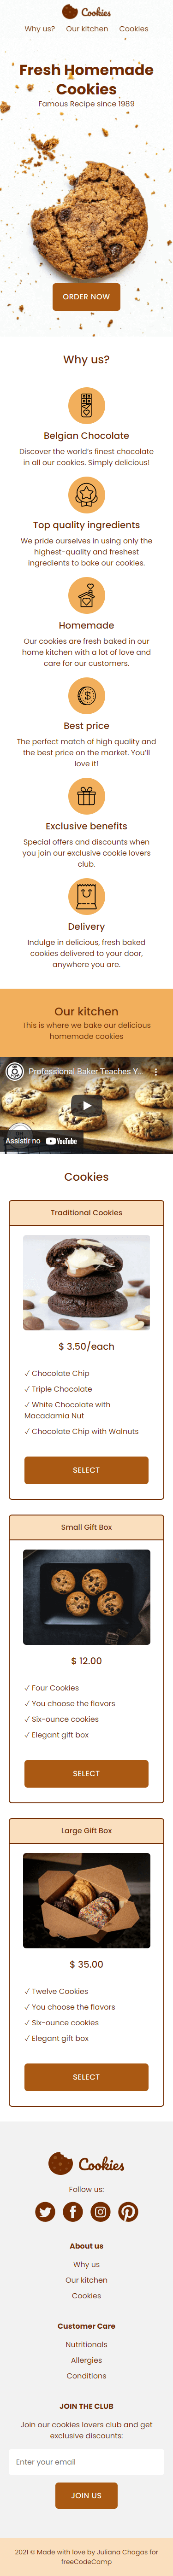 Cookies
Why us? Our kitchen Cookies
Fresh Homemade
Cookies
Famous Recipe since 1989
ORDER NOW
Why us?
Belgian Chocolate
Discover the world's finest chocolate
in all our cookies. Simply delicious!
Top quality ingredients
We pride ourselves in using only the
highest-quality and freshest
ingredients to bake our cookies.
Homemade
Our cookies are fresh baked in our
home kitchen with a lot of love and
care for our customers.
Best price
The perfect match of high quality and
the best price on the market. You'll
love it!
Exclusive benefits
Special offers and discounts when
you join our exclusive cookie lovers
club.
Delivery
Indulge in delicious, fresh baked
cookies delivered to your door,
anywhere you are.
Our kitchen
This is where we bake our delicious
homemade cookies
Professional Baker Teaches Y...
Assistir no YouTube
Cookies
Traditional Cookies
$ 3.50/each
✓ Chocolate Chip
✓ Triple Chocolate
✓ White Chocolate with
Macadamia Nut
✓ Chocolate Chip with Walnuts
SELECT
Small Gift Box
$ 12.00
✓ Four Cookies
✓ You choose the flavors
✓ Six-ounce cookies
✓ Elegant gift box
SELECT
Large Gift Box
$ 35.00
✓ Twelve Cookies
✓ You choose the flavors
✓ Six-ounce cookies
✓ Elegant gift box
SELECT
Cookies
Follow us:
About us
Why us
Our kitchen
Cookies
Customer Care
Nutritionals
Allergies
Conditions
JOIN THE CLUB
Join our cookies lovers club and get
exclusive discounts:
Enter your email
JOIN US
2021 © Made with love by Juliana Chagas for
freeCodeCamp